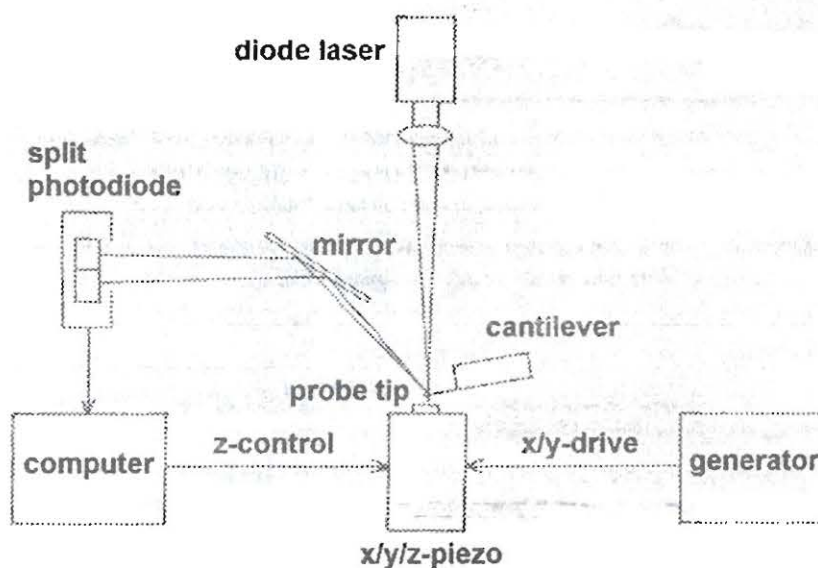 diode laser
split
photodiode
mirror
cantilever
probe tip
computer
z-control
x/y-drive
generator
x/y/z-piezo